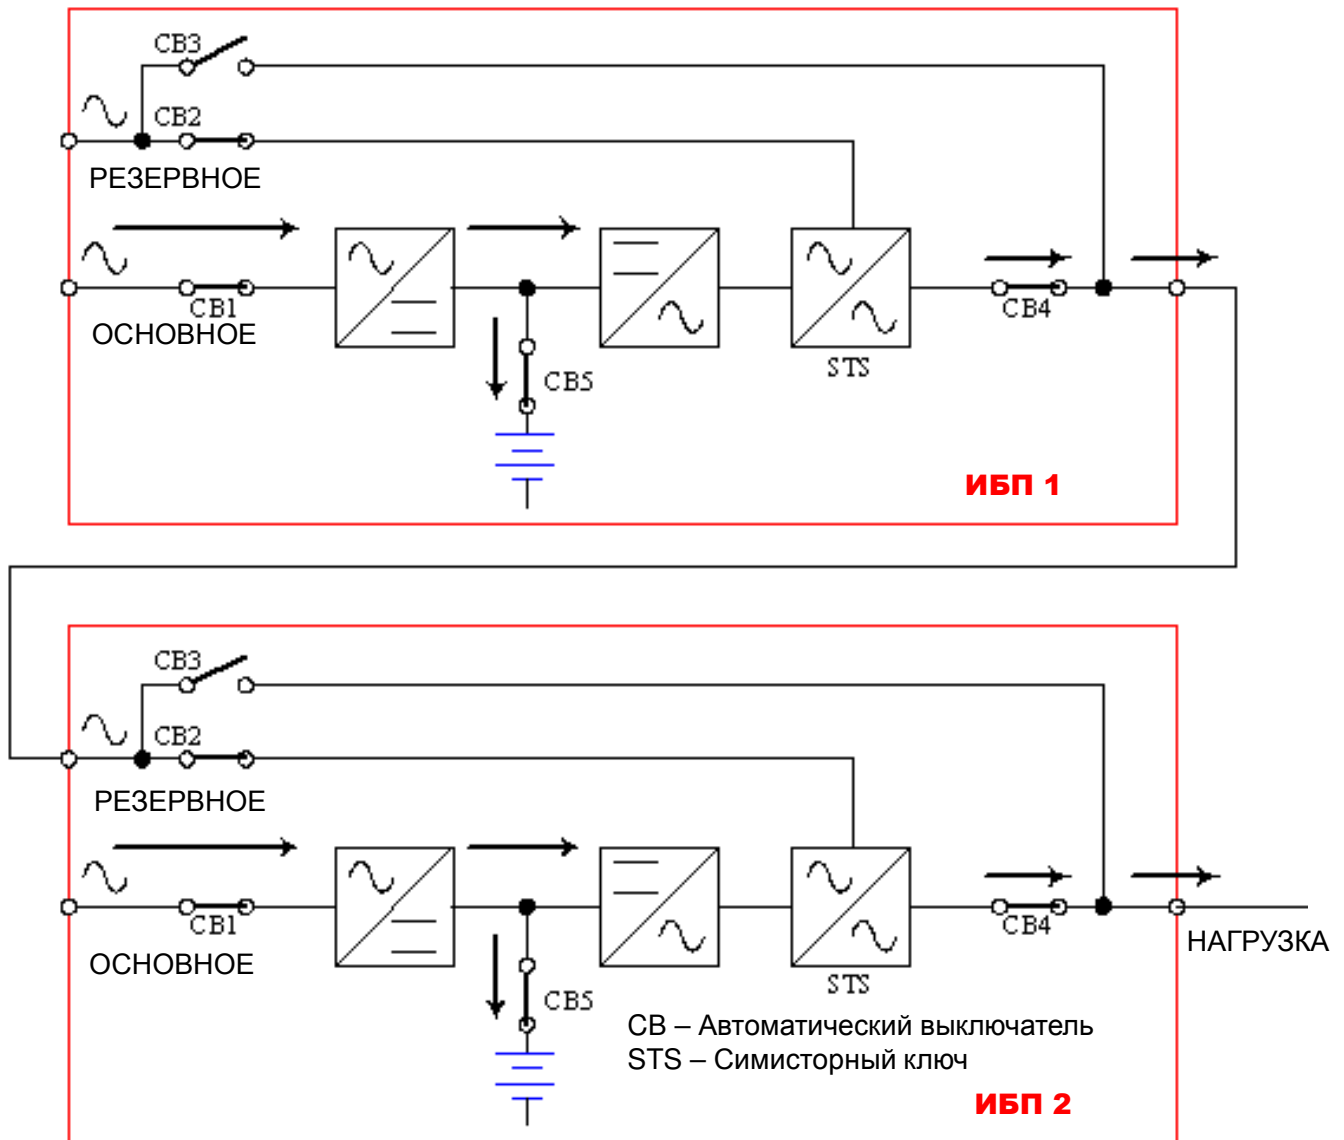 CB3
CB2
РЕЗЕРВНОЕ
CB1
ОСНОВНОЕ
CB4
STS
CB5
ИБП 1
CB3
CB2
РЕЗЕРВНОЕ
CB1
ОСНОВНОЕ
CB4
НАГРУЗКА
STS
CB5
СВ – Автоматический выключатель
STS – Симисторный ключ
ИБП 2